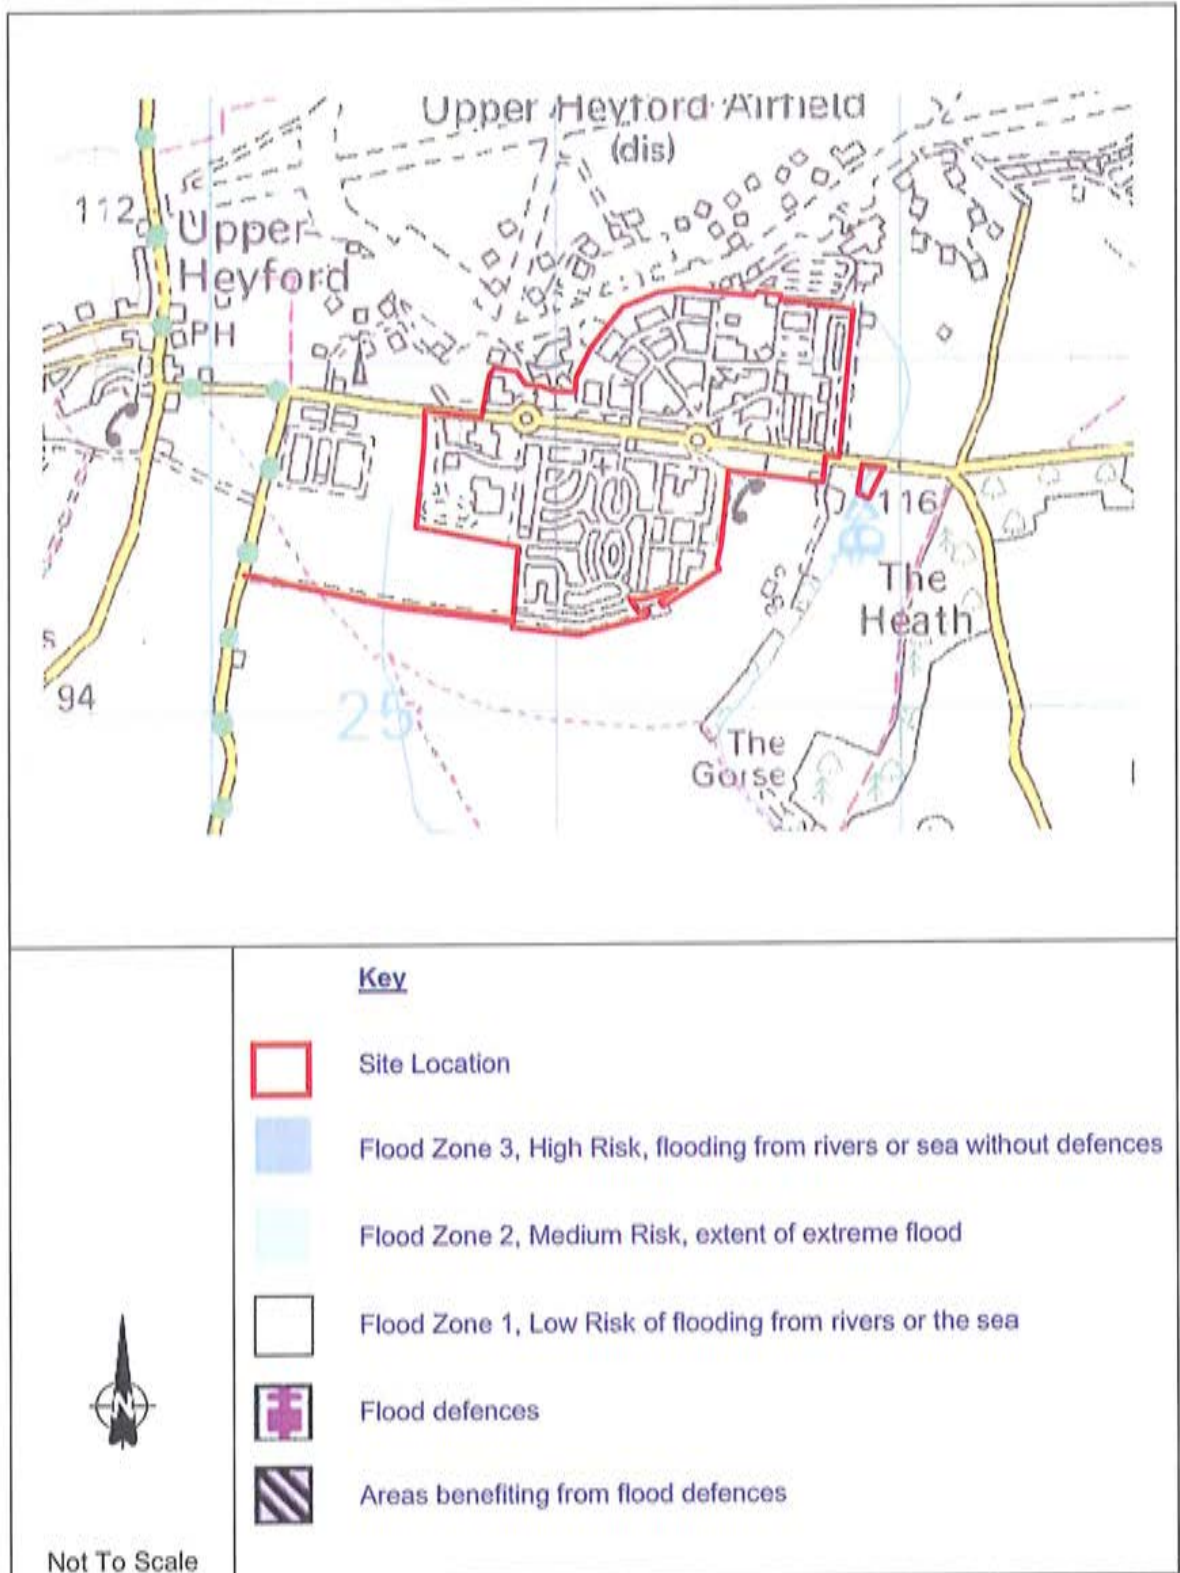 Upper Heyford Airfield
(dis)
112
Upper
Heyford
PH
116
The
Heath
S
94
25
The
Gorse
Key
Site Location
Flood Zone 3, High Risk, flooding from rivers or sea without defences
Flood Zone 2, Medium Risk, extent of extreme flood
Flood Zone 1, Low Risk of flooding from rivers or the sea
N
Flood defences
Areas benefiting from flood defences
Not To Scale